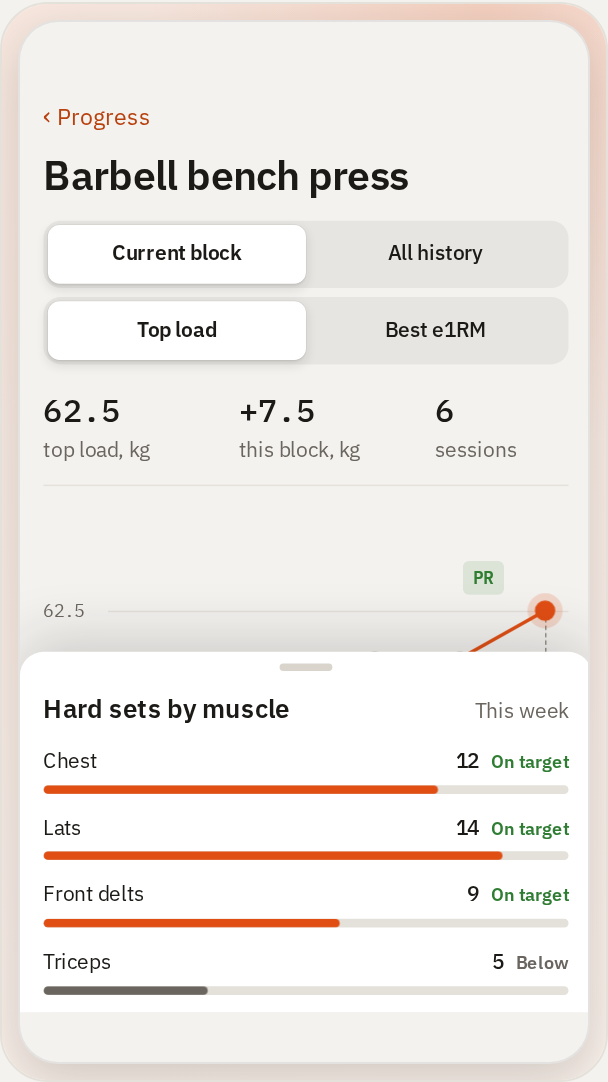 ‹ Progress
Barbell bench press
Current block All history
Top load Best e1RM
62.5 +7.5 6
top load, kg this block, kg sessions
PR
62.5
Hard sets by muscle This week
Chest 12 On target
Lats 14 On target
Front delts 9 On target
Triceps 5 Below